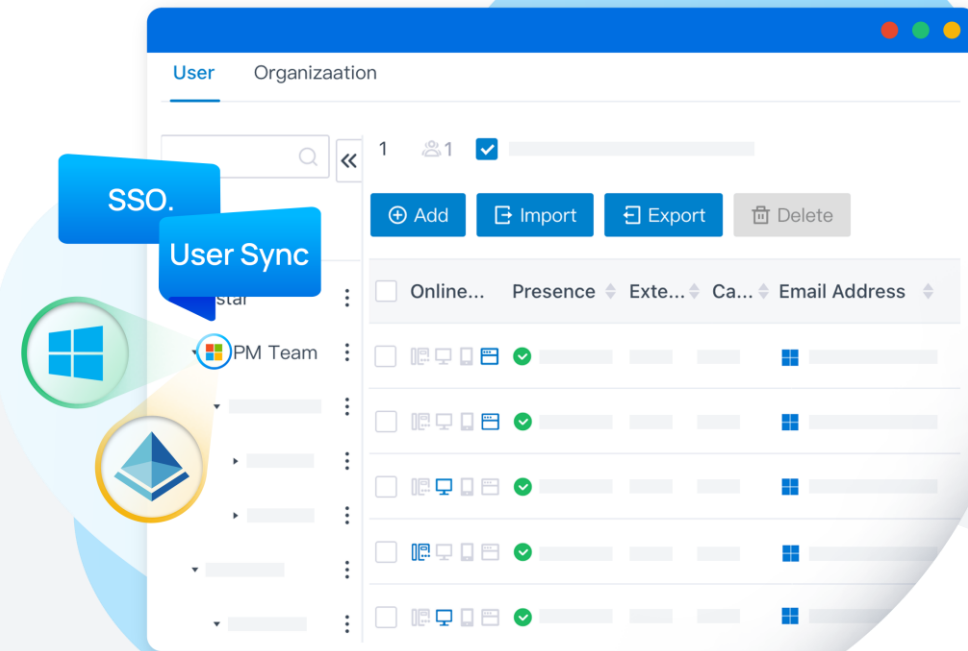 User Organizaation
1 1
SSO.
User Sync
Add Import Export Delete
Online... Presence Exte... Ca... Email Address
PM Team